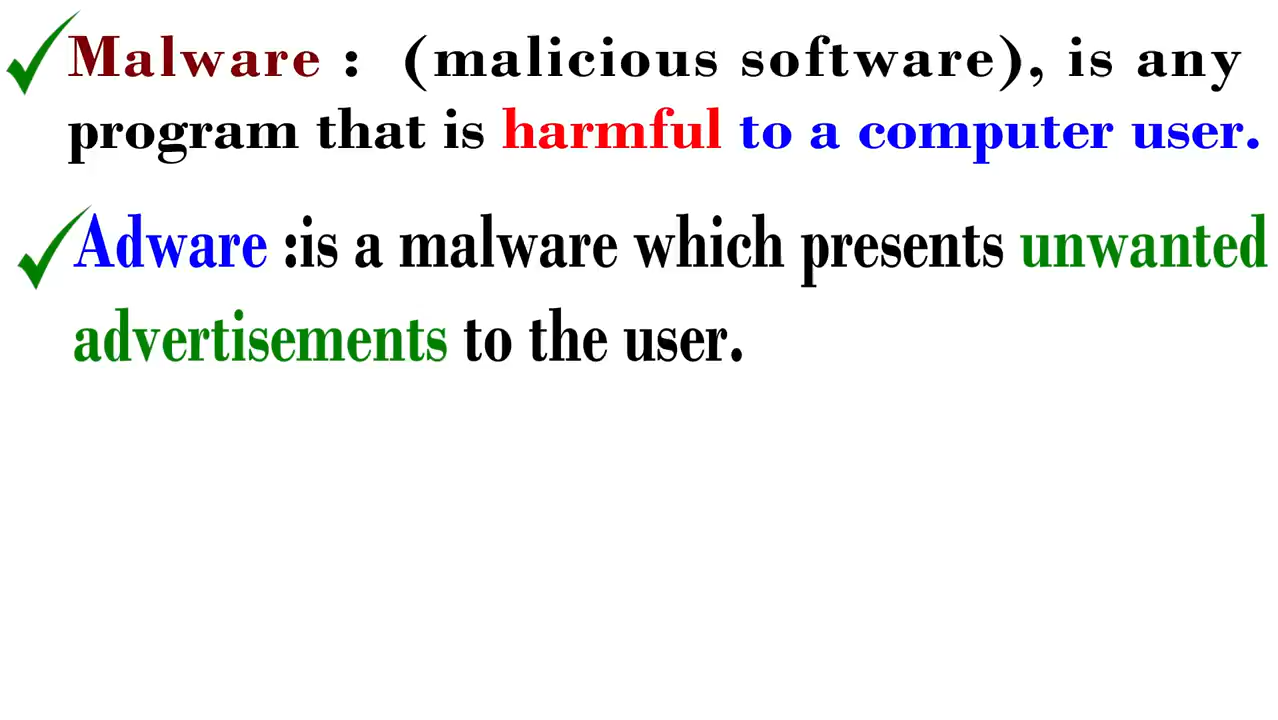 Malware : (malicious software), is any
program that is harmful to a computer user.
Adware :is a malware which presents unwanted
advertisements to the user.